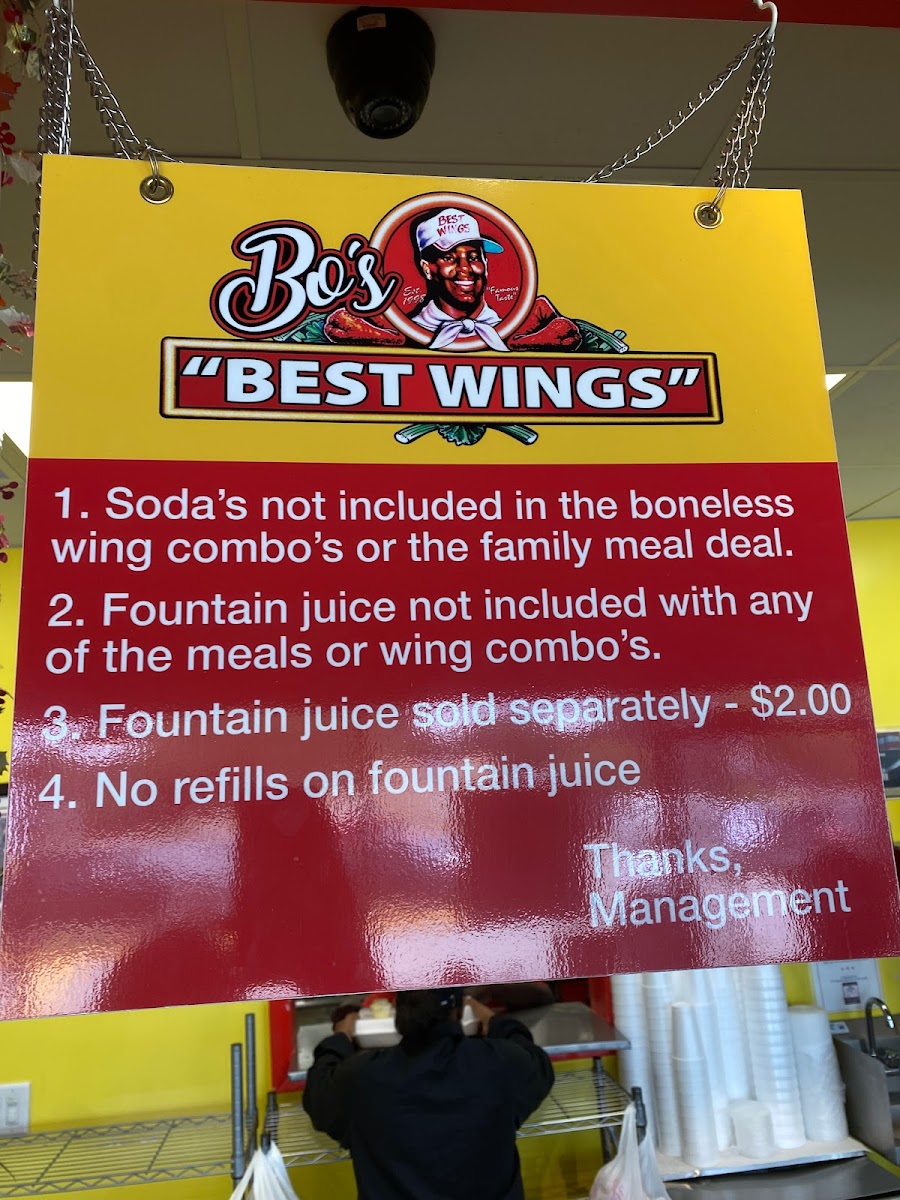 Bo's
BEST
WINGS
Est.
1998
"Famous
Taste"
"BEST WINGS"
1. Soda's not included in the boneless
wing combo's or the family meal deal.
2. Fountain juice not included with any
of the meals or wing combo's.
3. Fountain juice sold separately - $2.00
4. No refills on fountain juice
Thanks,
Management